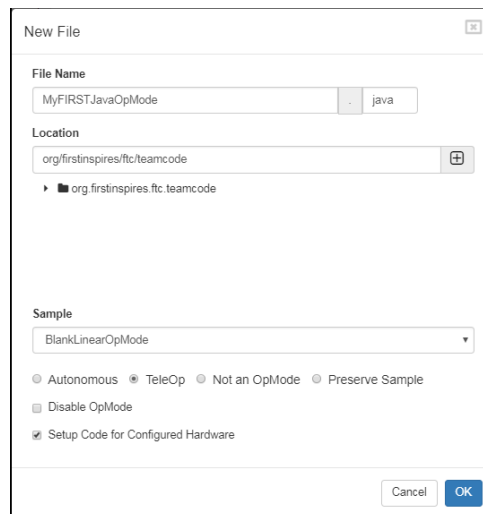 New File
File Name
MyFIRSTJavaOpMode . java
Location
org/firstinspires/ftc/teamcode
org.firstinspires.ftc.teamcode
Sample
BlankLinearOpMode
Autonomous TeleOp Not an OpMode Preserve Sample
Disable OpMode
Setup Code for Configured Hardware
Cancel OK